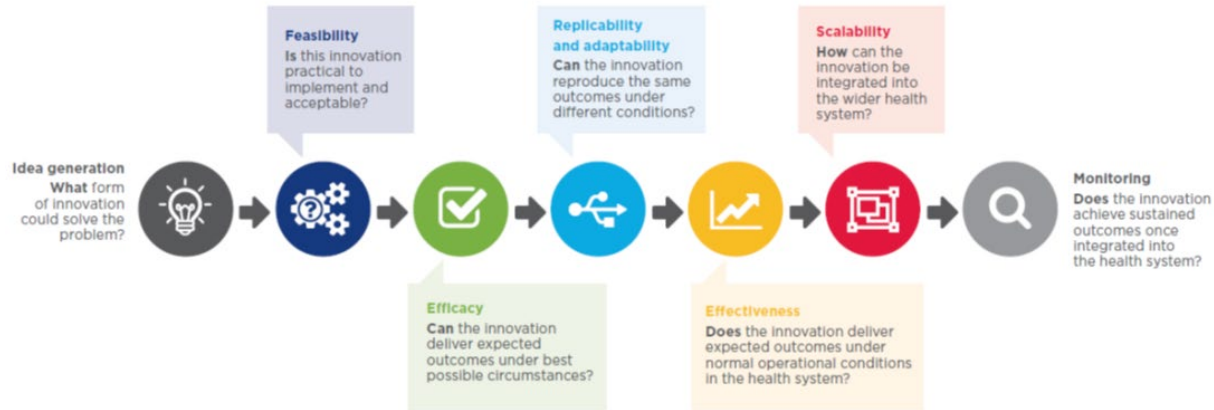 Idea generation
What form
of innovation
could solve the
problem?
Feasibility
Is this innovation
practical to
implement and
acceptable?
Efficacy
Can the innovation
deliver expected
outcomes under best
possible circumstances?
Replicability
and adaptability
Can the innovation
reproduce the same
outcomes under
different conditions?
Effectiveness
Does the innovation deliver
expected outcomes under
normal operational conditions
in the health system?
Scalability
How can the
innovation be
integrated into
the wider health
system?
Monitoring
Does the innovation
achieve sustained
outcomes once
integrated into
the health system?